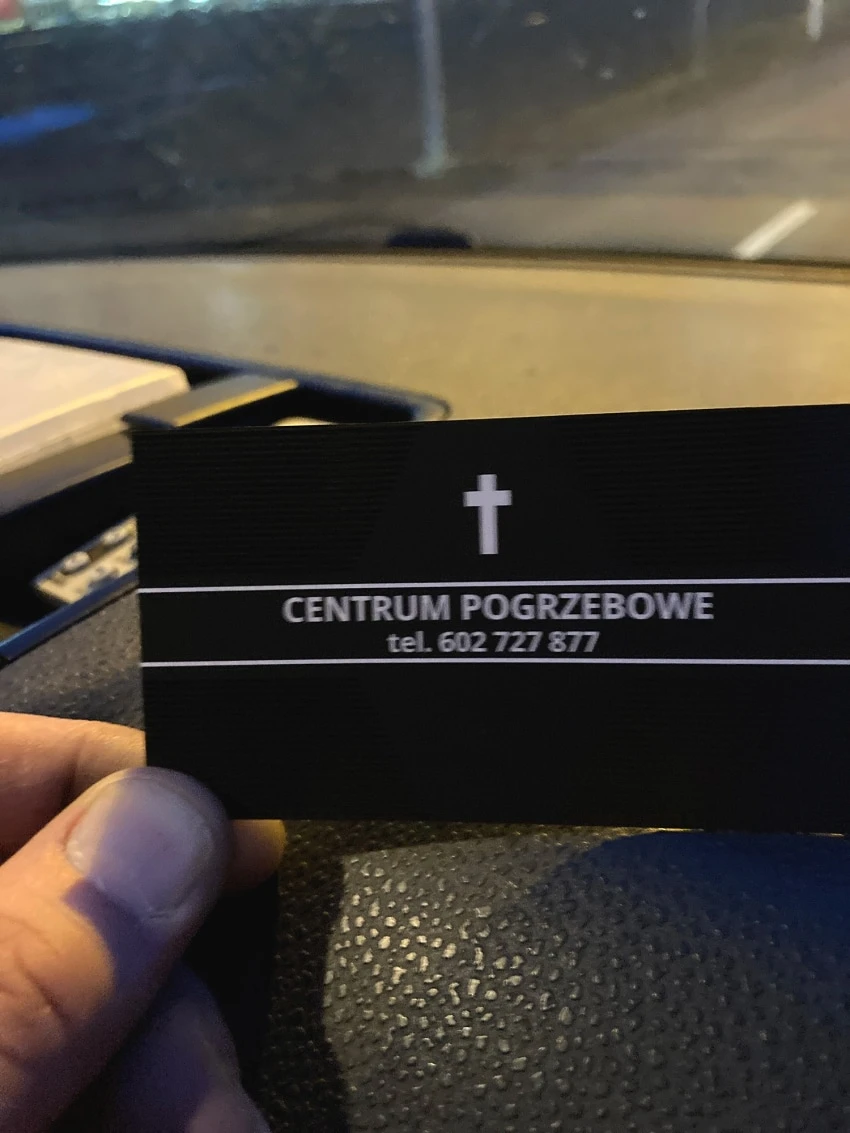 CENTRUM POGRZEBOWE
tel. 602 727 877